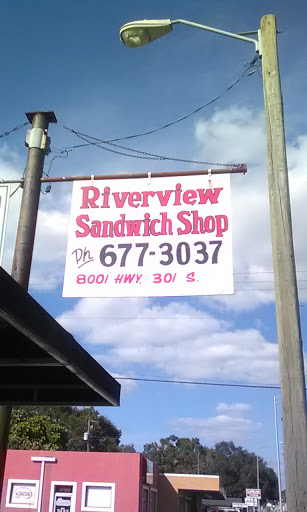 Riverview
Sandwich Shop
Ph 677-3037
8001 HWY. 301 S.